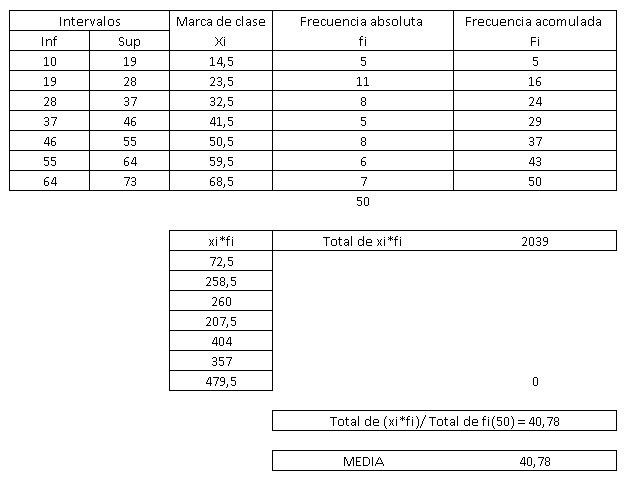 Intervalos Marca de clase Frecuencia absoluta Frecuencia acomulada
Inf Sup Xi fi Fi
10 19 14,5 5 5
19 28 23,5 11 16
28 37 32,5 8 24
37 46 41,5 5 29
46 55 50,5 8 37
55 64 59,5 6 43
64 73 68,5 7 50
50
xi*fi Total de xi*fi 2039
72,5
258,5
260
207,5
404
357
479,5 0
Total de (xi*fi)/ Total de fi(50) = 40,78
MEDIA 40,78